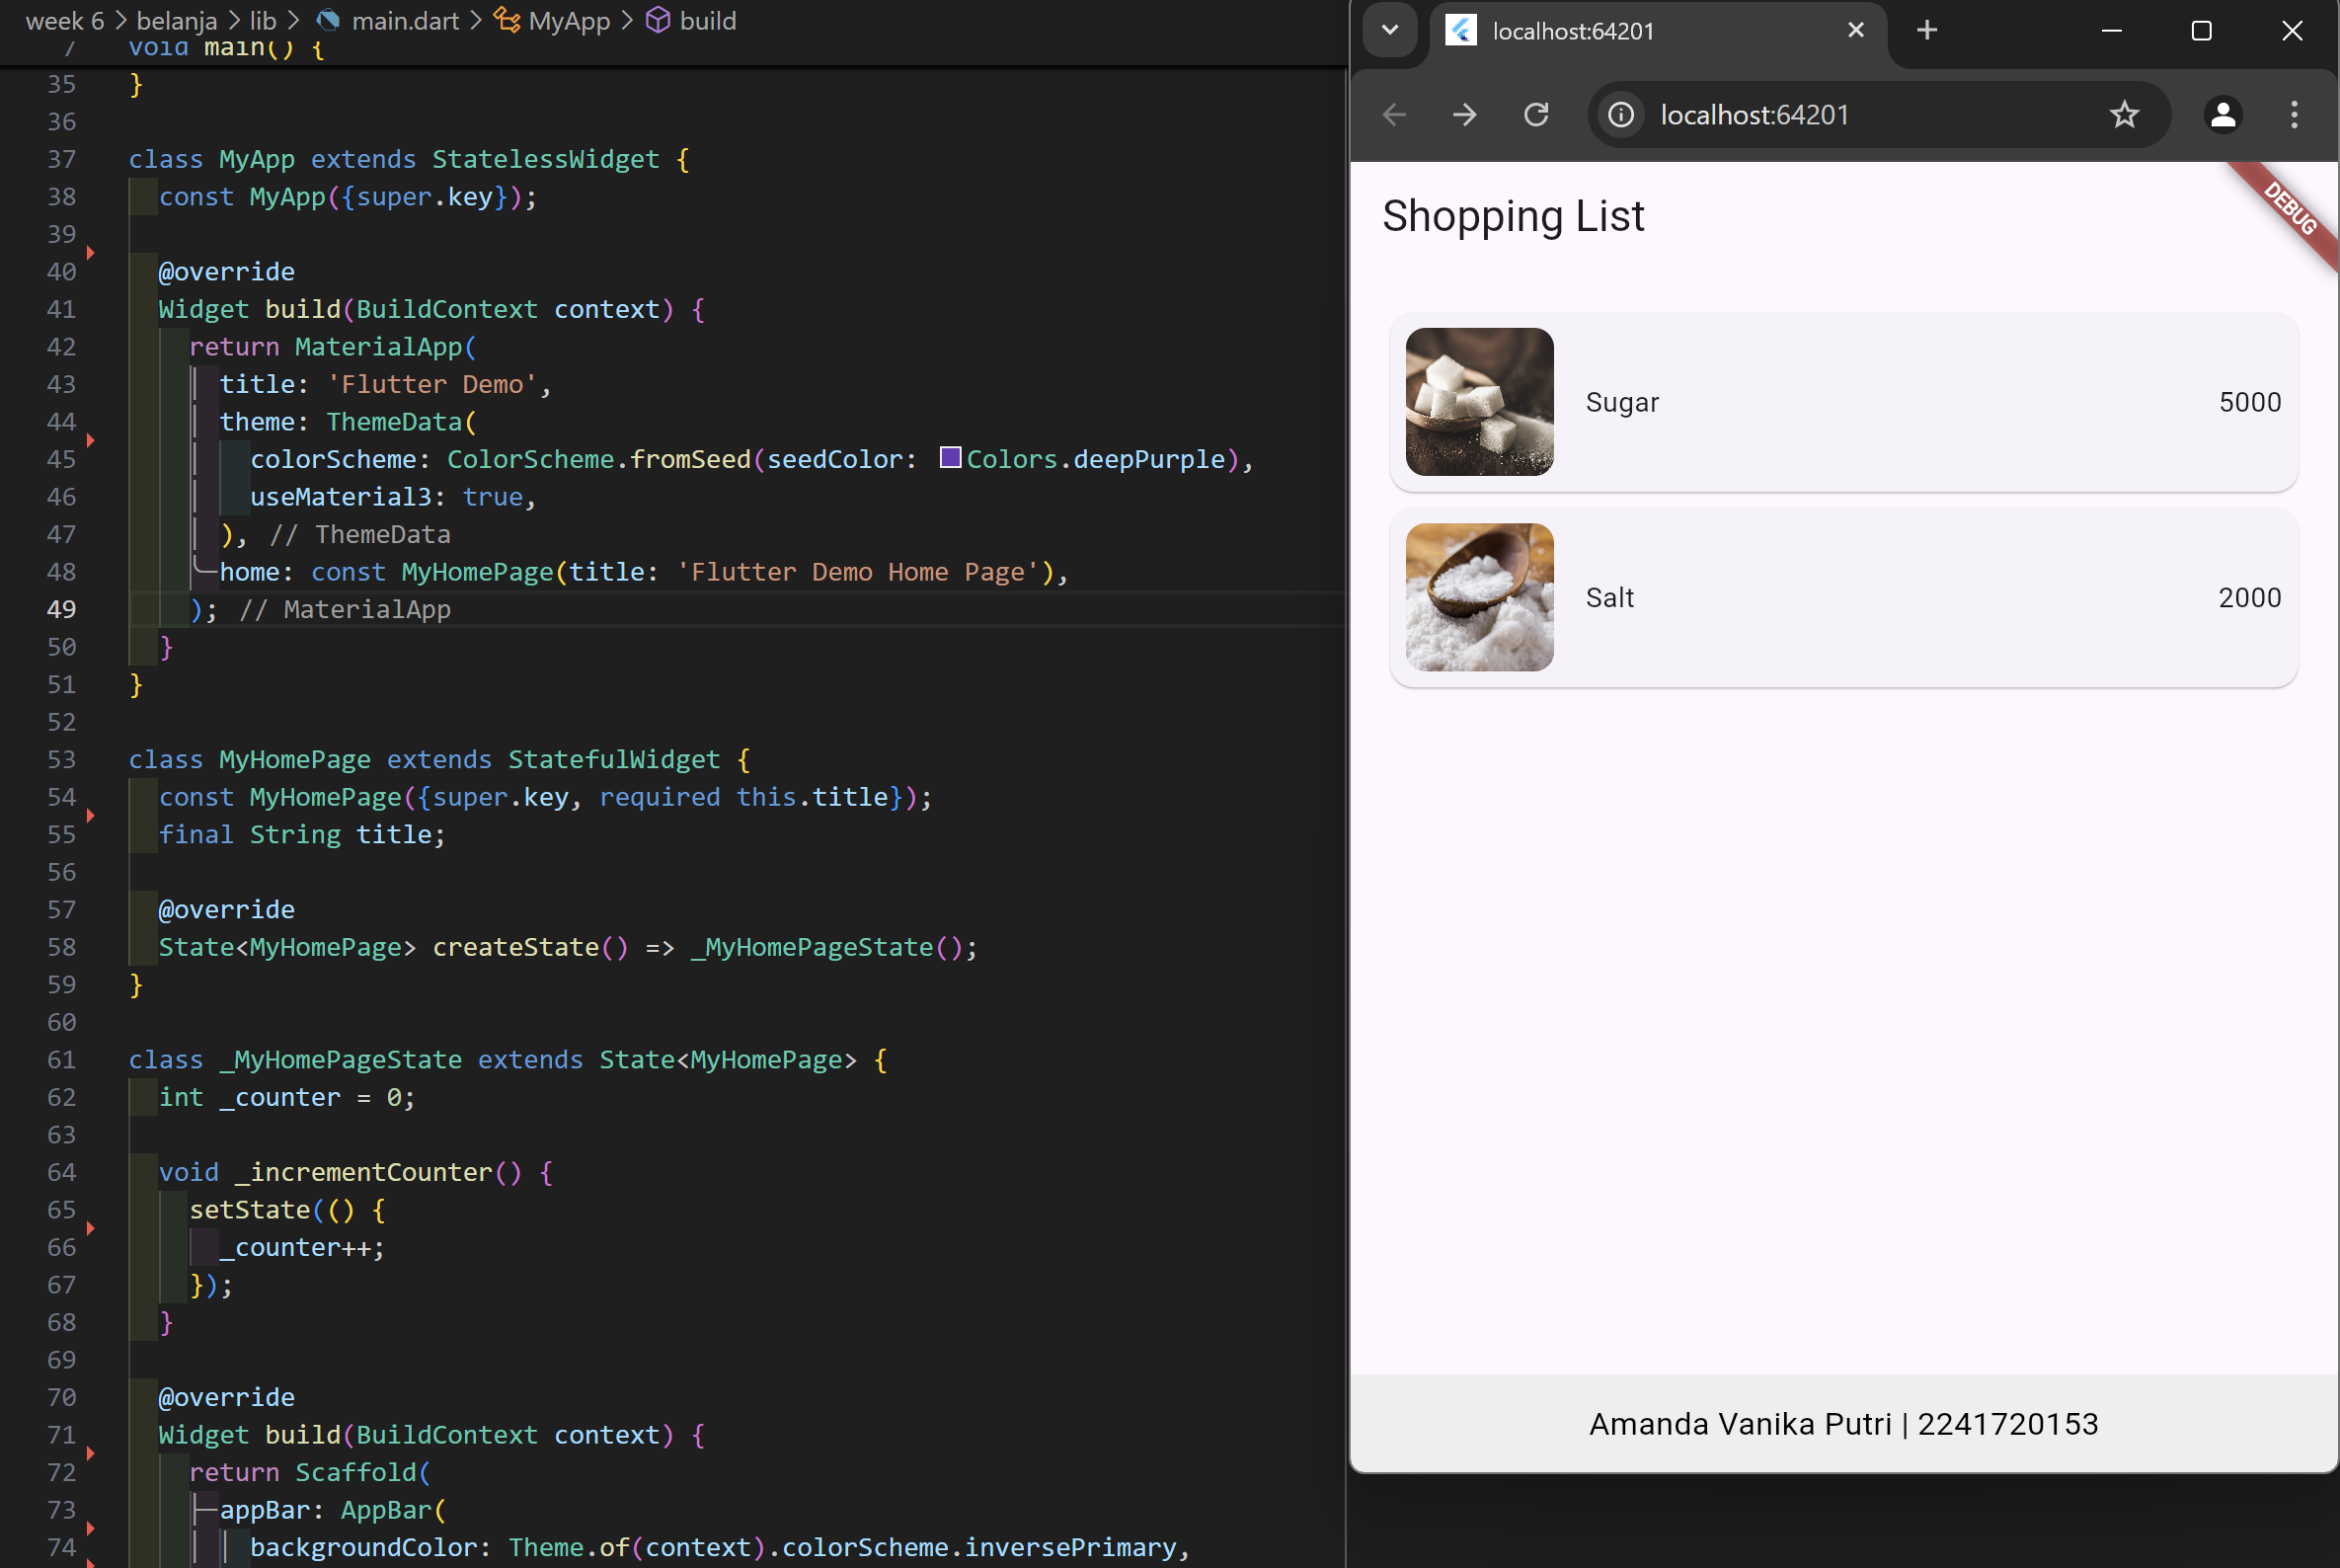 week 6 > belanja > lib > main.dart > MyApp > build
7 void main() {
35 }
36
37 class MyApp extends StatelessWidget {
38 const MyApp({super.key});
39
40 @override
41 Widget build(BuildContext context) {
42 return MaterialApp(
43 title: 'Flutter Demo',
44 theme: ThemeData(
45 colorScheme: ColorScheme.fromSeed(seedColor: Colors.deepPurple),
46 useMaterial3: true,
47 ), // ThemeData
48 home: const MyHomePage(title: 'Flutter Demo Home Page'),
49 ); // MaterialApp
50 }
51 }
52
53 class MyHomePage extends StatefulWidget {
54 const MyHomePage({super.key, required this.title});
55 final String title;
56
57 @override
58 State<MyHomePage> createState() => _MyHomePageState();
59 }
60
61 class _MyHomePageState extends State<MyHomePage> {
62 int _counter = 0;
63
64 void _incrementCounter() {
65 setState(() {
66 _counter++;
67 });
68 }
69
70 @override
71 Widget build(BuildContext context) {
72 return Scaffold(
73 appBar: AppBar(
74 backgroundColor: Theme.of(context).colorScheme.inversePrimary,
localhost:64201
localhost:64201
DEBUG
Shopping List
Sugar 5000
Salt 2000
Amanda Vanika Putri | 2241720153